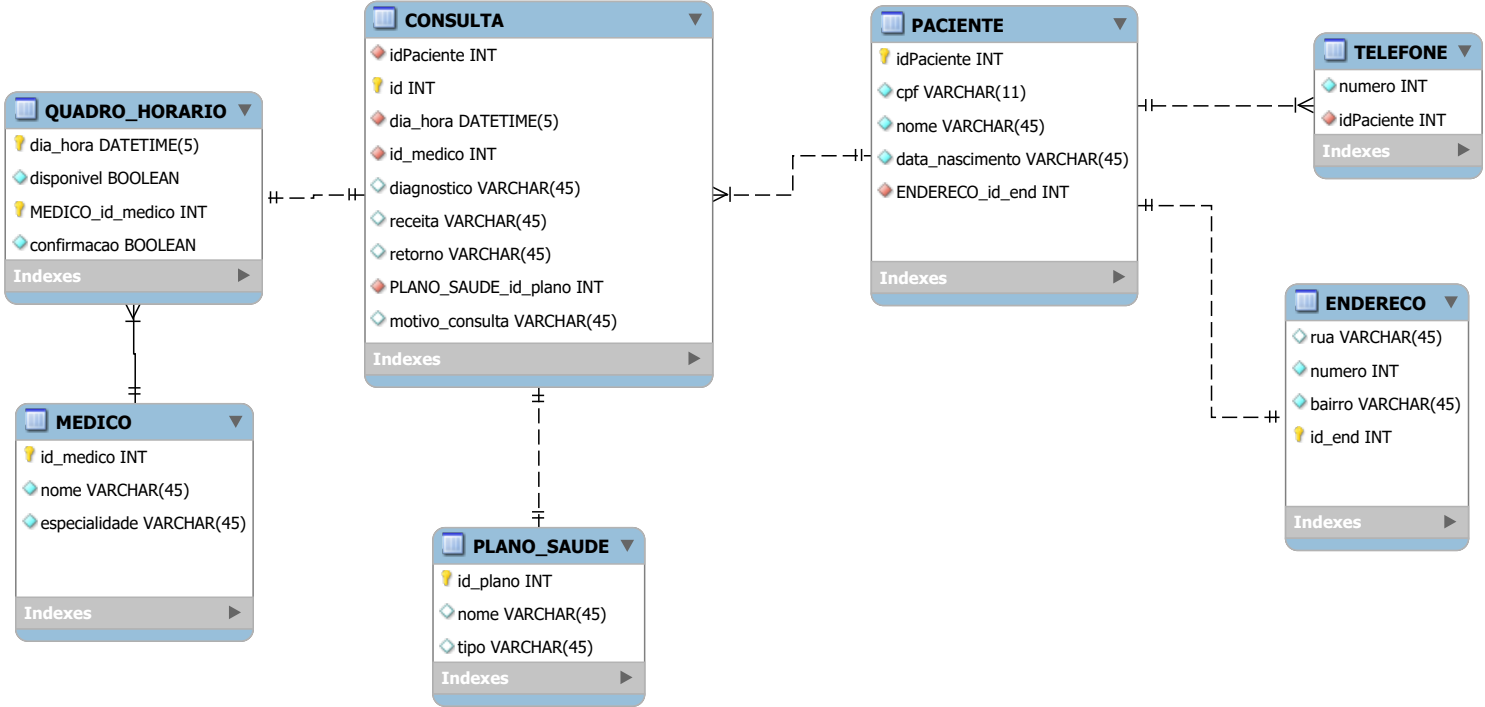 QUADRO_HORARIO
dia_hora DATETIME(5)
disponivel BOOLEAN
MEDICO_id_medico INT
confirmacao BOOLEAN
Indexes
MEDICO
id_medico INT
nome VARCHAR(45)
especialidade VARCHAR(45)
Indexes
CONSULTA
idPaciente INT
id INT
dia_hora DATETIME(5)
id_medico INT
diagnostico VARCHAR(45)
receita VARCHAR(45)
retorno VARCHAR(45)
PLANO_SAUDE_id_plano INT
motivo_consulta VARCHAR(45)
Indexes
PLANO_SAUDE
id_plano INT
nome VARCHAR(45)
tipo VARCHAR(45)
Indexes
PACIENTE
idPaciente INT
cpf VARCHAR(11)
nome VARCHAR(45)
data_nascimento VARCHAR(45)
ENDERECO_id_end INT
Indexes
TELEFONE
numero INT
idPaciente INT
Indexes
ENDERECO
rua VARCHAR(45)
numero INT
bairro VARCHAR(45)
id_end INT
Indexes